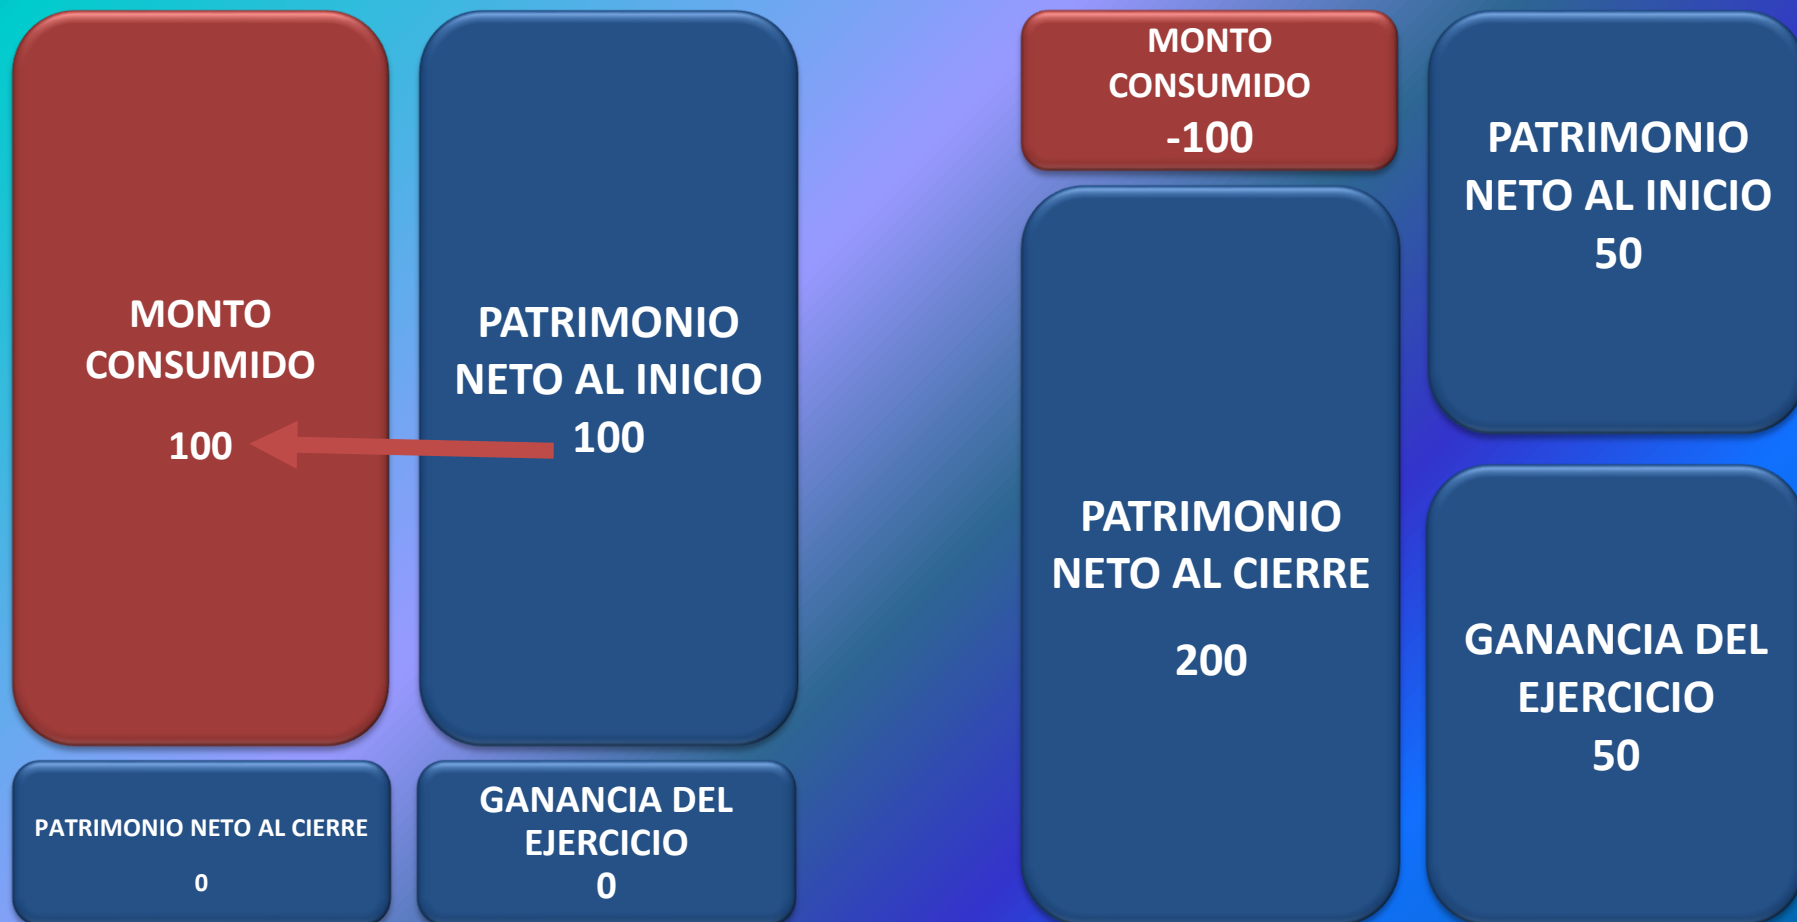 MONTO
CONSUMIDO
100
PATRIMONIO
NETO AL INICIO
100
PATRIMONIO NETO AL CIERRE
0
GANANCIA DEL
EJERCICIO
0
MONTO
CONSUMIDO
-100
PATRIMONIO
NETO AL INICIO
50
PATRIMONIO
NETO AL CIERRE
200
GANANCIA DEL
EJERCICIO
50